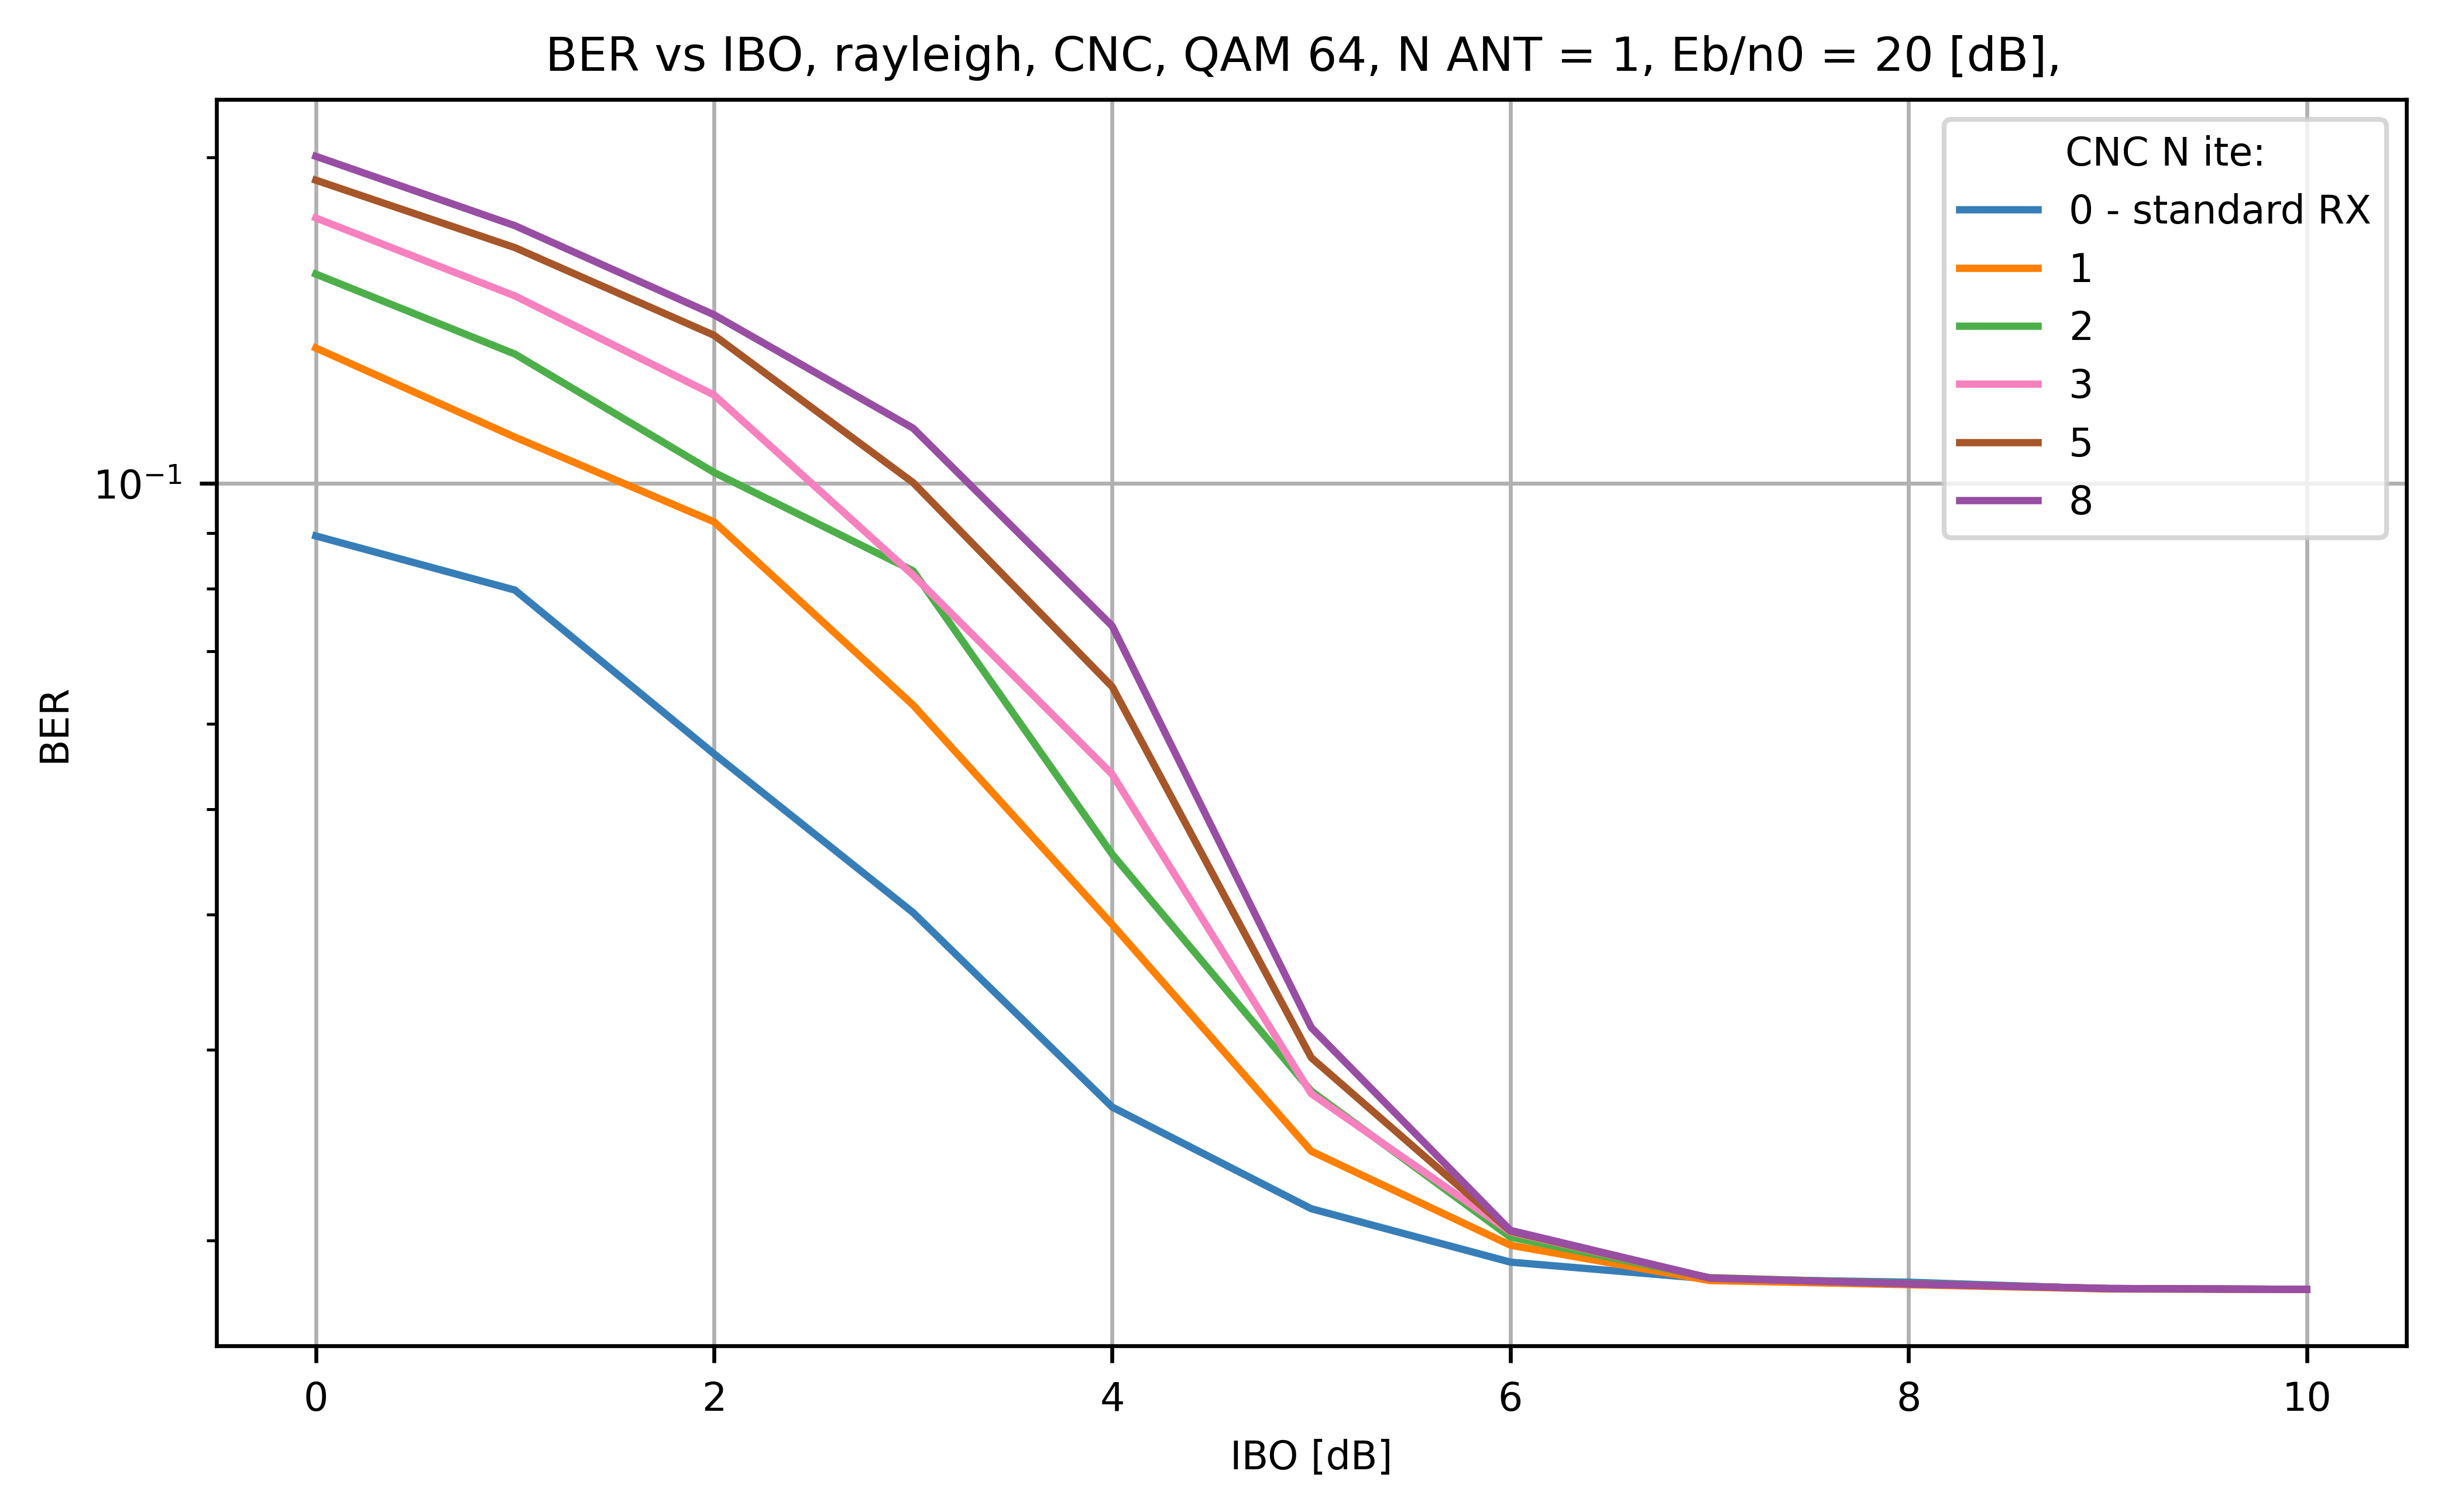 BER vs IBO, rayleigh, CNC, QAM 64, N ANT = 1, Eb/n0 = 20 [dB],
CNC N ite:
0 - standard RX
1
2
3
5
8
10⁻¹
BER
0 2 4 6 8 10
IBO [dB]